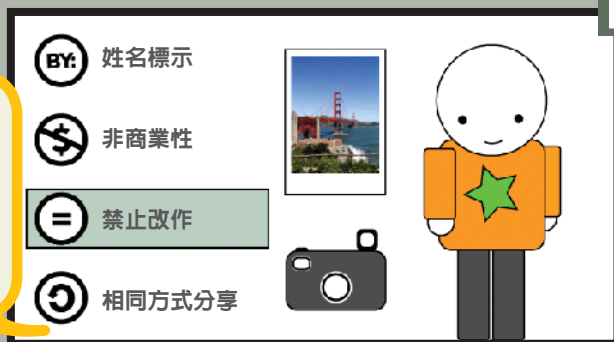 BY: 姓名標示
$ 非商業性
= 禁止改作
相同方式分享